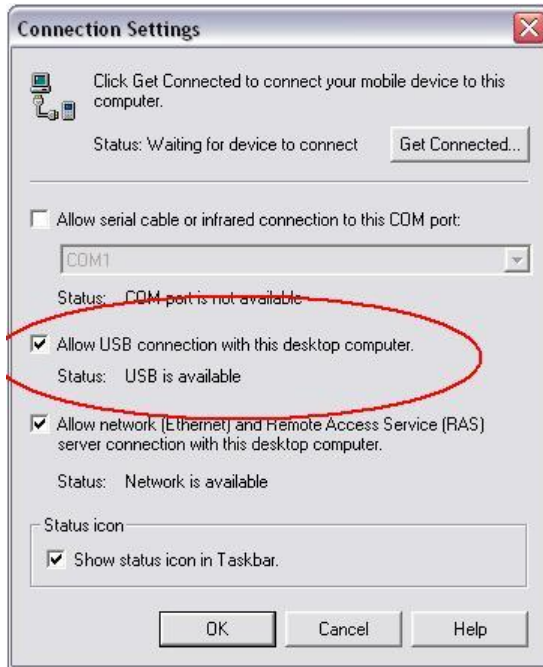 Connection Settings
Click Get Connected to connect your mobile device to this
computer.
Status: Waiting for device to connect
Get Connected...
Allow serial cable or infrared connection to this COM port:
COM1
Status: COM port is not available
Allow USB connection with this desktop computer.
Status: USB is available
Allow network (Ethernet) and Remote Access Service (RAS)
server connection with this desktop computer.
Status: Network is available
Status icon
Show status icon in Taskbar.
OK
Cancel
Help